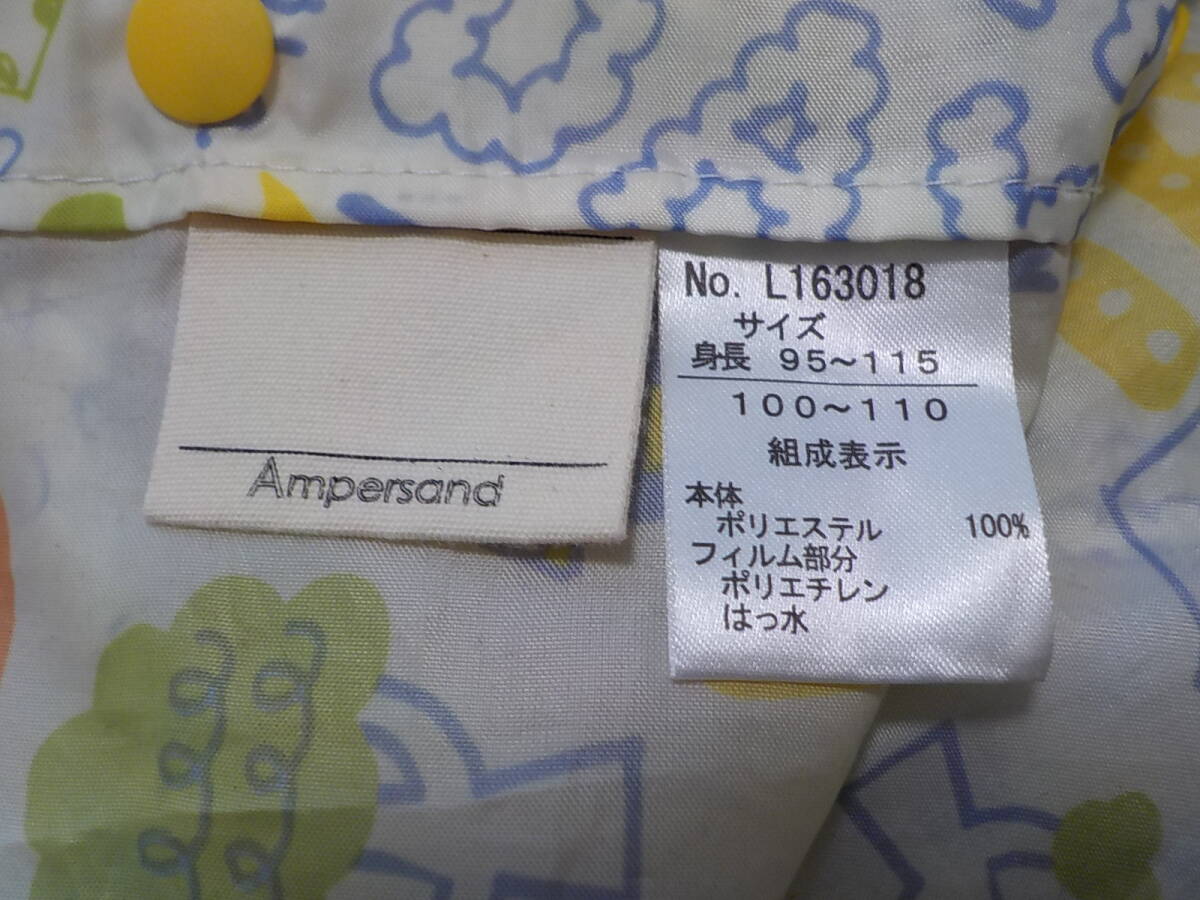 Ampersand
No. L163018
サイズ
身長 95～115
100～110
組成表示
本体
ポリエステル 100%
フィルム部分
ポリエチレン
はっ水